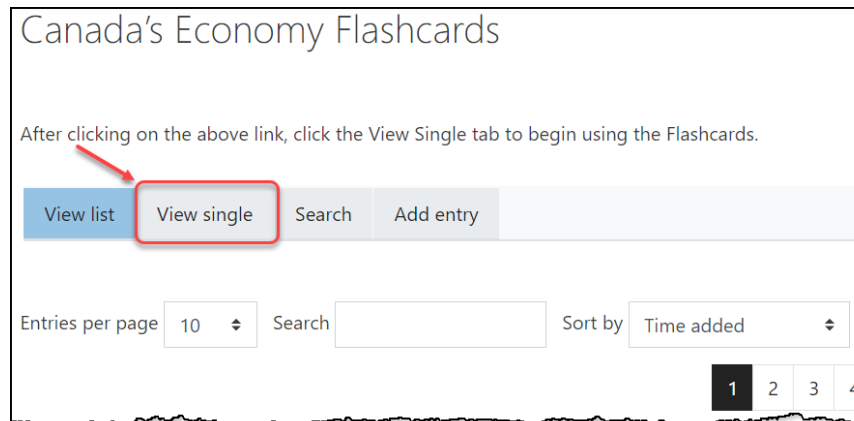 Canada's Economy Flashcards
After clicking on the above link, click the View Single tab to begin using the Flashcards.
View list View single Search Add entry
Entries per page 10 Search Sort by Time added
1 2 3 4